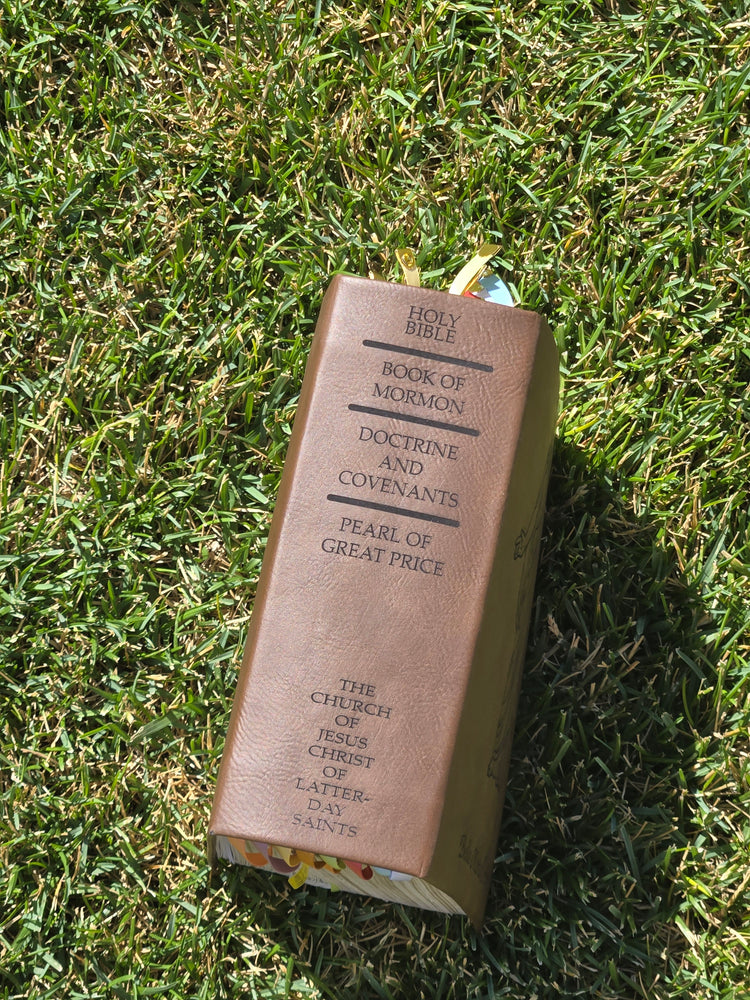 HOLY
BIBLE
BOOK OF
MORMON
DOCTRINE
AND
COVENANTS
PEARL OF
GREAT PRICE
THE
CHURCH
OF
JESUS
CHRIST
OF
LATTER-
DAY
SAINTS